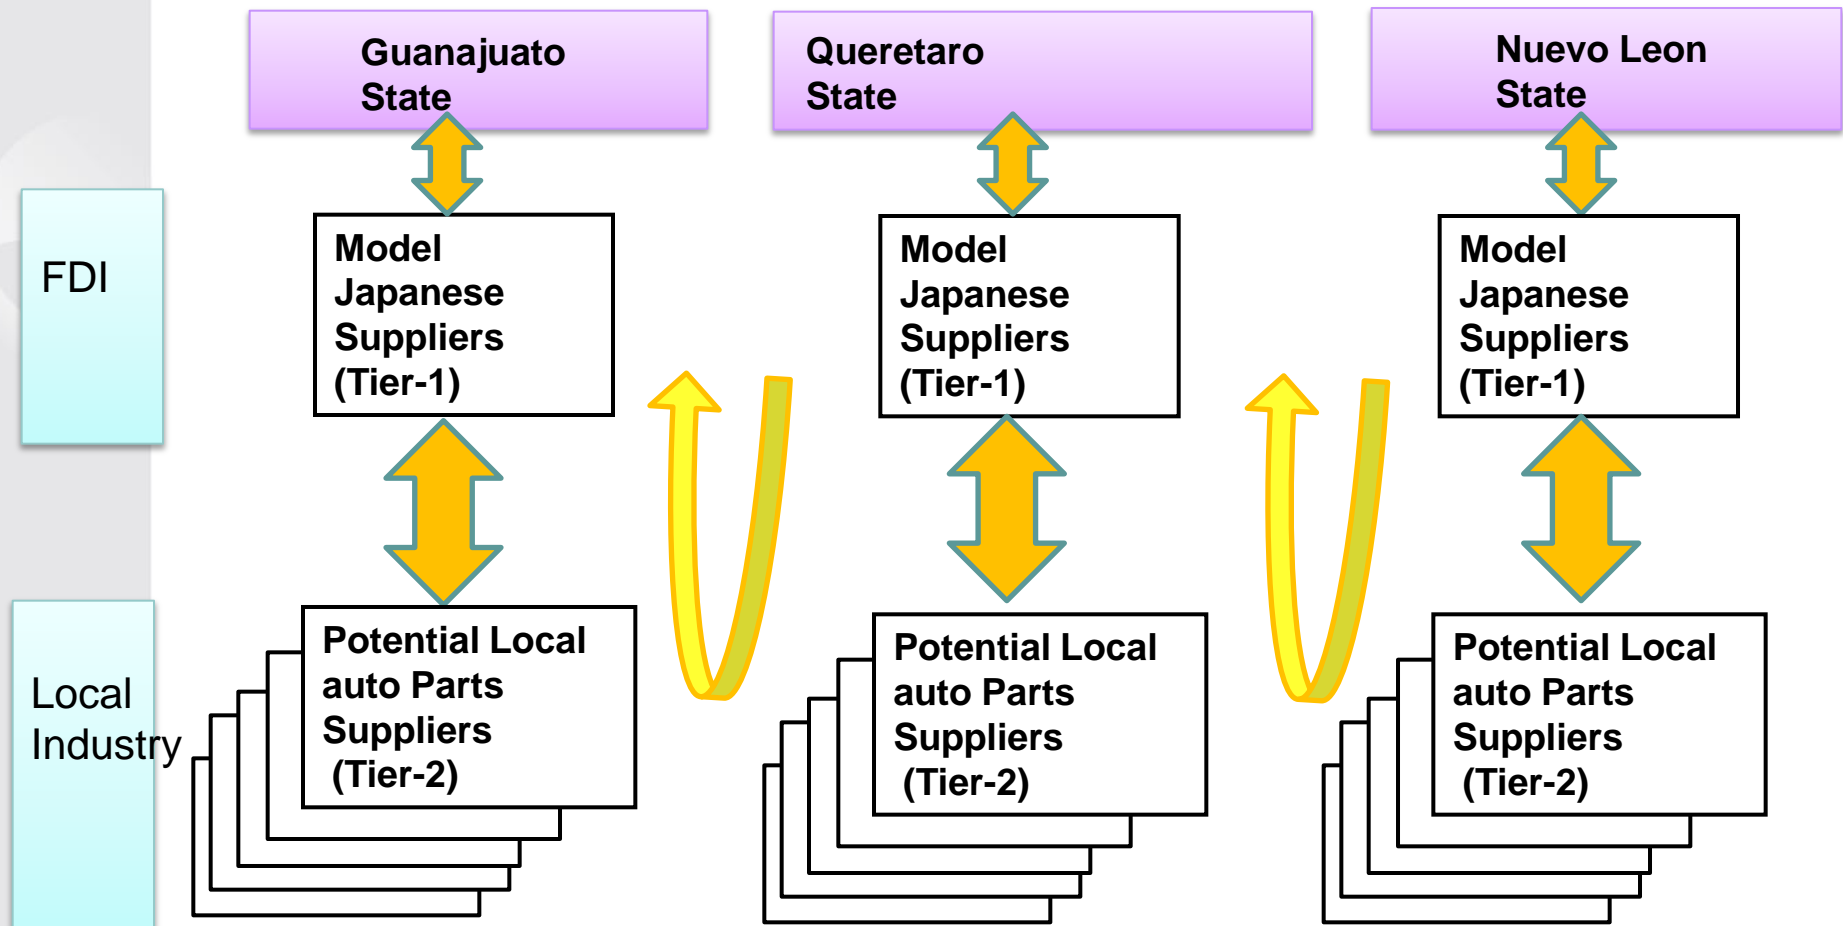 Guanajuato
State
Queretaro
State
Nuevo Leon
State
FDI
Model
Japanese
Suppliers
(Tier-1)
Model
Japanese
Suppliers
(Tier-1)
Model
Japanese
Suppliers
(Tier-1)
Local
Industry
Potential Local
auto Parts
Suppliers
(Tier-2)
Potential Local
auto Parts
Suppliers
(Tier-2)
Potential Local
auto Parts
Suppliers
(Tier-2)